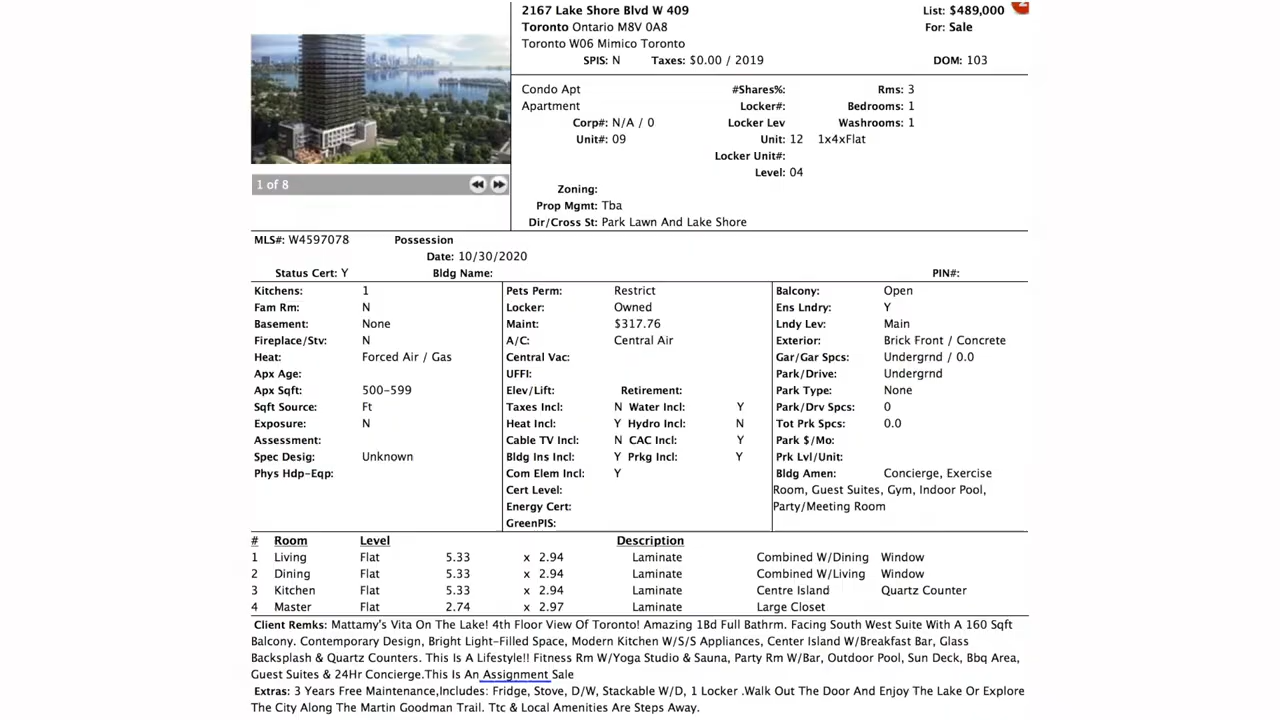 2167 Lake Shore Blvd W 409 List: $489,000
Toronto Ontario M8V 0A8 For: Sale
Toronto W06 Mimico Toronto
SPIS: N Taxes: $0.00 / 2019 DOM: 103
Condo Apt #Shares%: Rms: 3
Apartment Locker#: Bedrooms: 1
Corp#: N/A / 0 Locker Lev Washrooms: 1
Unit#: 09 Unit: 12 1x4xFlat
Locker Unit#:
Level: 04
1 of 8
Zoning:
Prop Mgmt: Tba
Dir/Cross St: Park Lawn And Lake Shore
MLS#: W4597078 Possession
Date: 10/30/2020
Status Cert: Y Bldg Name: PIN#:
Kitchens: 1 Pets Perm: Restrict Balcony: Open
Fam Rm: N Locker: Owned Ens Lndry: Y
Basement: None Maint: $317.76 Lndy Lev: Main
Fireplace/Stv: N A/C: Central Air Exterior: Brick Front / Concrete
Heat: Forced Air / Gas Central Vac: Gar/Gar Spcs: Undergrnd / 0.0
Apx Age: UFFI: Park/Drive: Undergrnd
Apx Sqft: 500-599 Elev/Lift: Retirement: Park Type: None
Sqft Source: Ft Taxes Incl: N Water Incl: Y Park/Drv Spcs: 0
Exposure: N Heat Incl: Y Hydro Incl: N Tot Prk Spcs: 0.0
Assessment: Cable TV Incl: N CAC Incl: Y Park $/Mo:
Spec Desig: Unknown Bldg Ins Incl: Y Prkg Incl: Y Prk Lvl/Unit:
Phys Hdp-Eqp: Com Elem Incl: Y Bldg Amen: Concierge, Exercise
Cert Level: Room, Guest Suites, Gym, Indoor Pool,
Energy Cert: Party/Meeting Room
GreenPIS:
# Room Level Description
1 Living Flat 5.33 x 2.94 Laminate Combined W/Dining Window
2 Dining Flat 5.33 x 2.94 Laminate Combined W/Living Window
3 Kitchen Flat 5.33 x 2.94 Laminate Centre Island Quartz Counter
4 Master Flat 2.74 x 2.97 Laminate Large Closet
Client Remks: Mattamy's Vita On The Lake! 4th Floor View Of Toronto! Amazing 1Bd Full Bathrm. Facing South West Suite With A 160 Sqft
Balcony. Contemporary Design, Bright Light-Filled Space, Modern Kitchen W/S/S Appliances, Center Island W/Breakfast Bar, Glass
Backsplash & Quartz Counters. This Is A Lifestyle!! Fitness Rm W/Yoga Studio & Sauna, Party Rm W/Bar, Outdoor Pool, Sun Deck, Bbq Area,
Guest Suites & 24Hr Concierge.This Is An Assignment Sale
Extras: 3 Years Free Maintenance,Includes: Fridge, Stove, D/W, Stackable W/D, 1 Locker .Walk Out The Door And Enjoy The Lake Or Explore
The City Along The Martin Goodman Trail. Ttc & Local Amenities Are Steps Away.